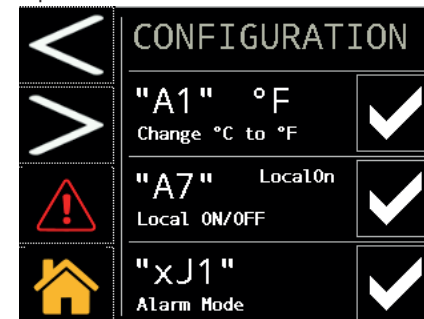 CONFIGURATION
"A1" °F
Change °C to °F
"A7" LocalOn
Local ON/OFF
"xJ1"
Alarm Mode